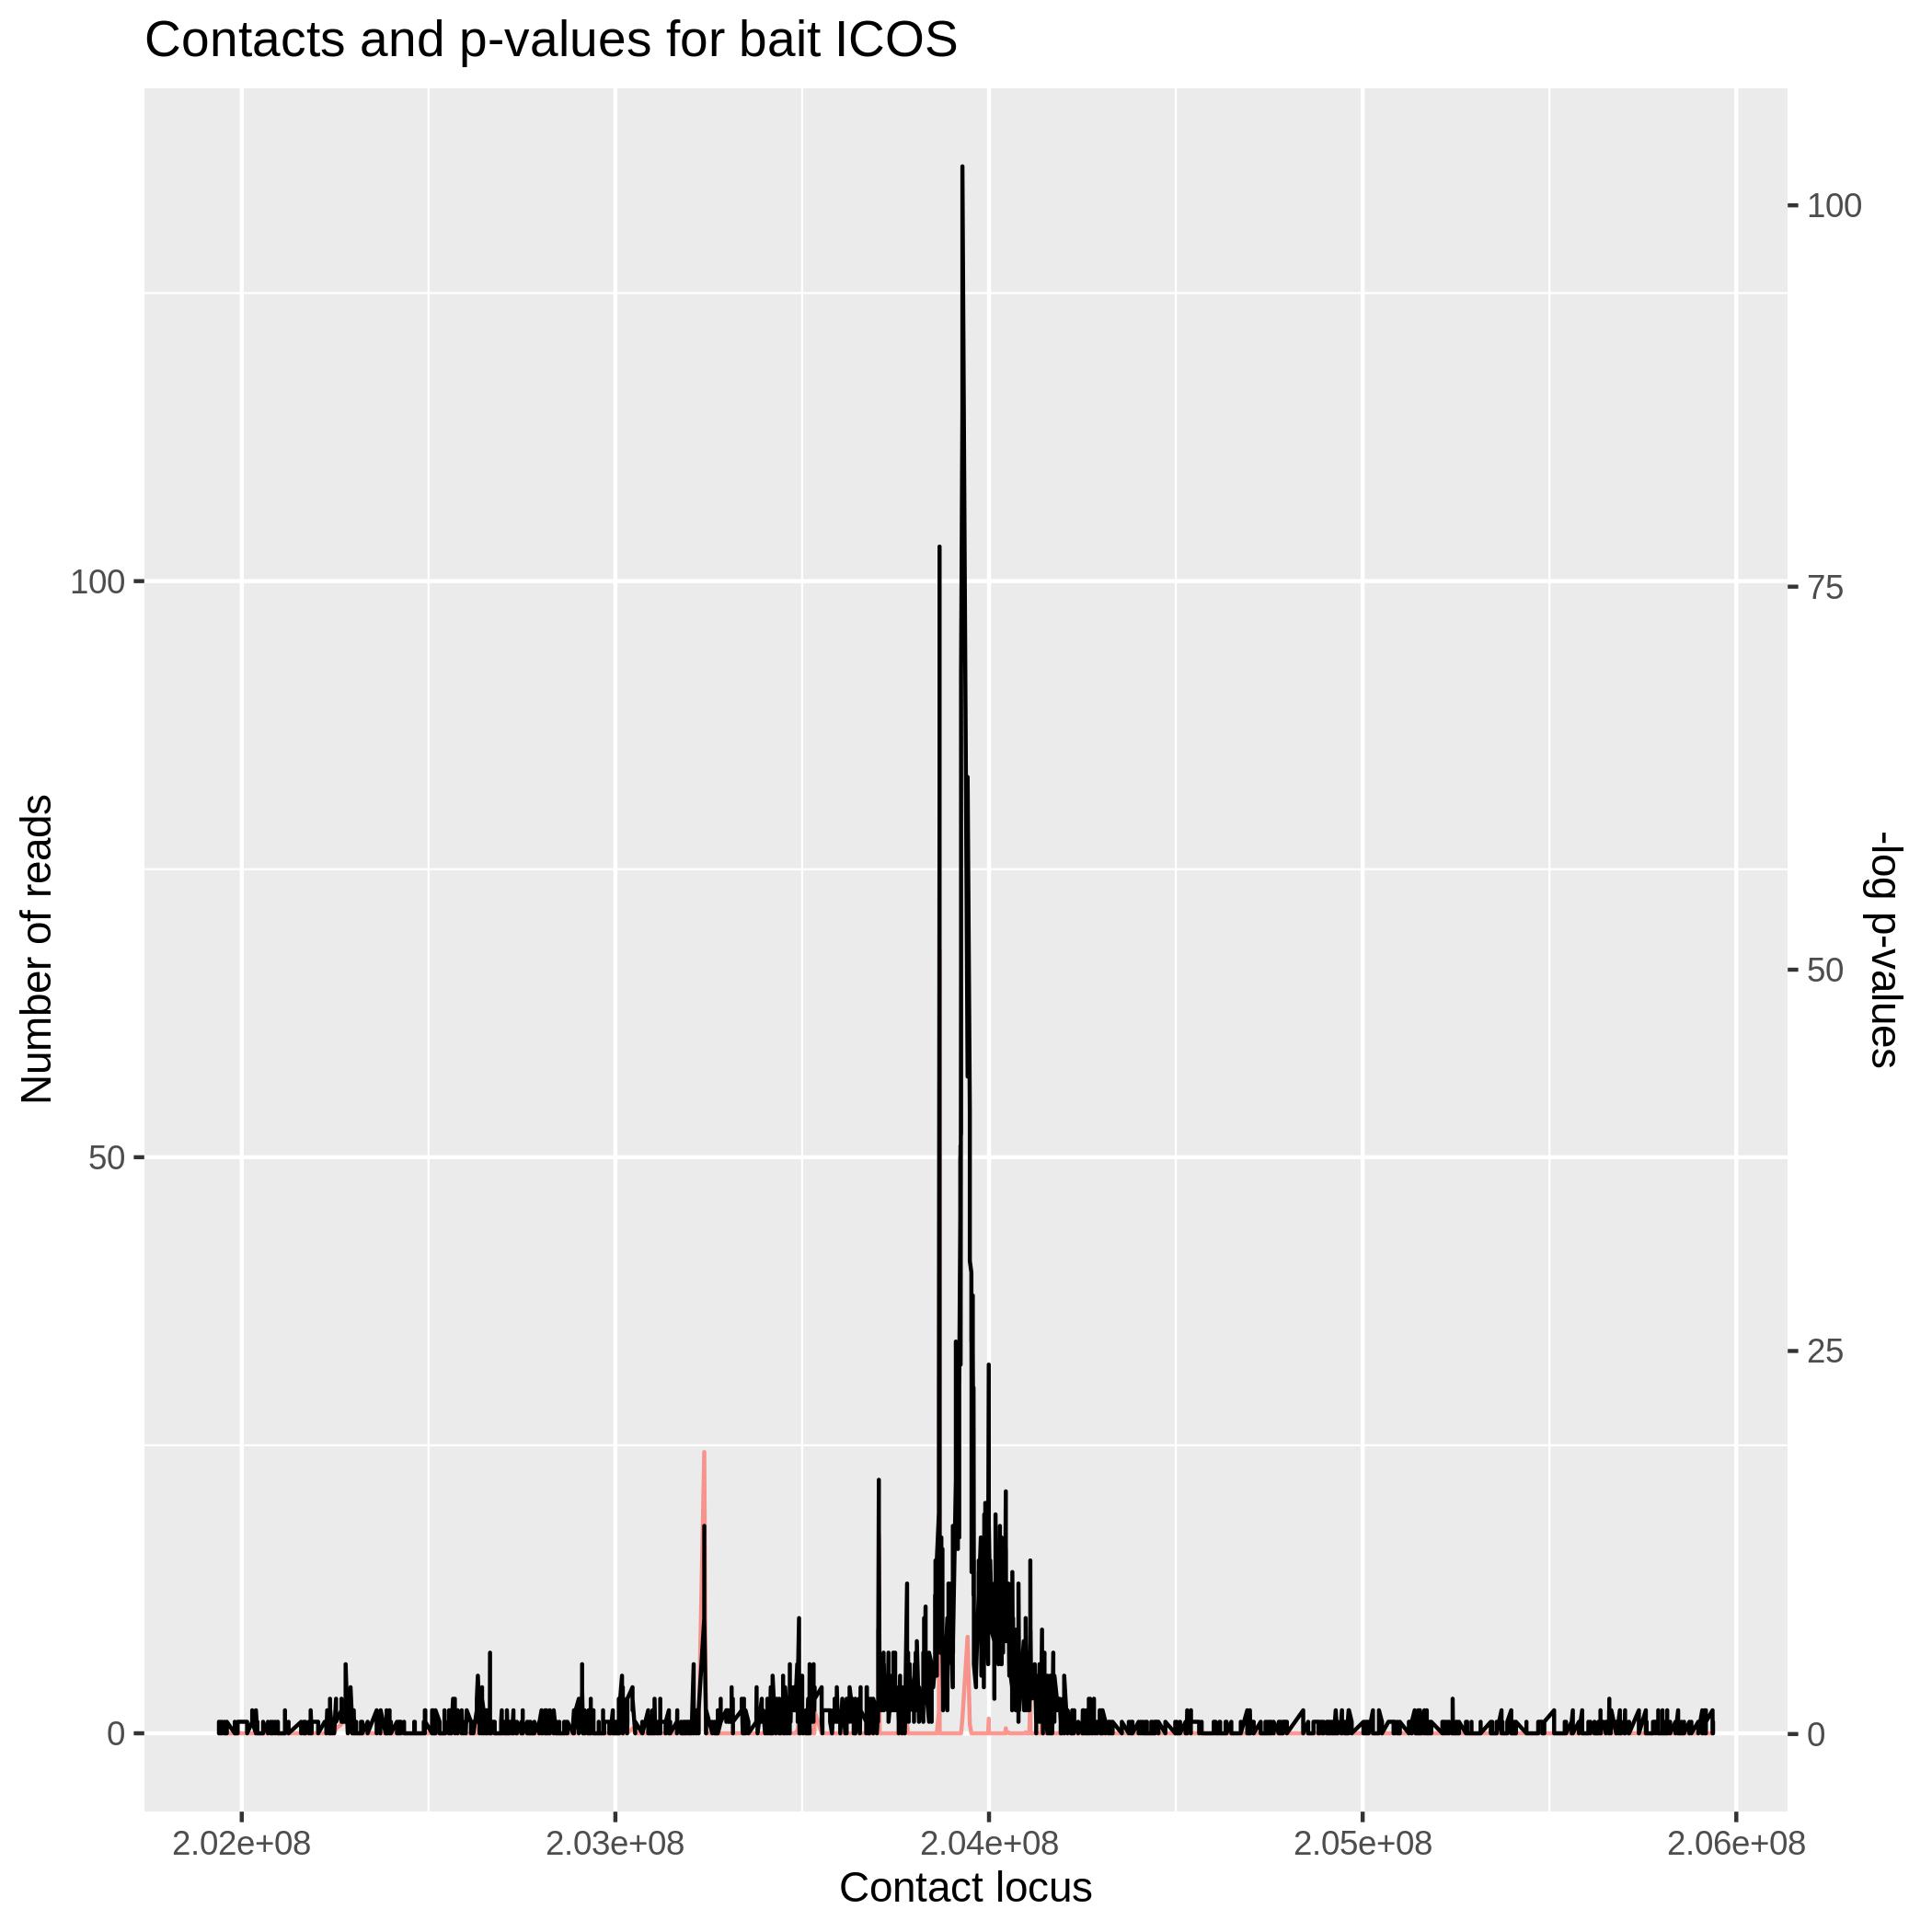 Contacts and p-values for bait ICOS
100
50
0
Number of reads
100
75
50
25
0
-log p-values
2.02e+08
2.03e+08
2.04e+08
2.05e+08
2.06e+08
Contact locus